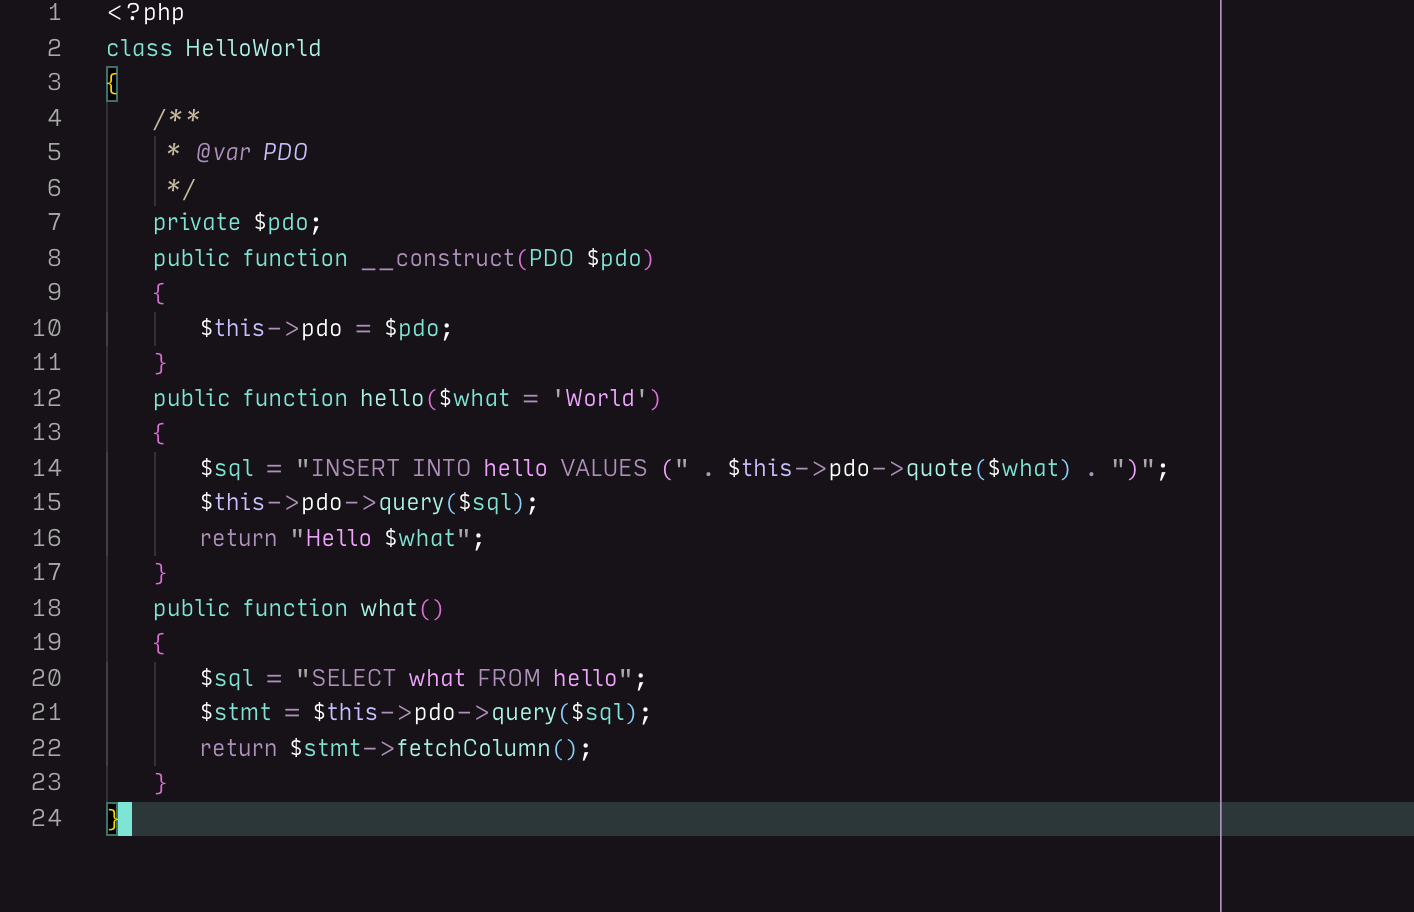 1 <?php
2 class HelloWorld
3 {
4     /**
5      * @var PDO
6      */
7     private $pdo;
8     public function __construct(PDO $pdo)
9     {
10         $this->pdo = $pdo;
11     }
12     public function hello($what = 'World')
13     {
14         $sql = "INSERT INTO hello VALUES (" . $this->pdo->quote($what) . ")";
15         $this->pdo->query($sql);
16         return "Hello $what";
17     }
18     public function what()
19     {
20         $sql = "SELECT what FROM hello";
21         $stmt = $this->pdo->query($sql);
22         return $stmt->fetchColumn();
23     }
24 }